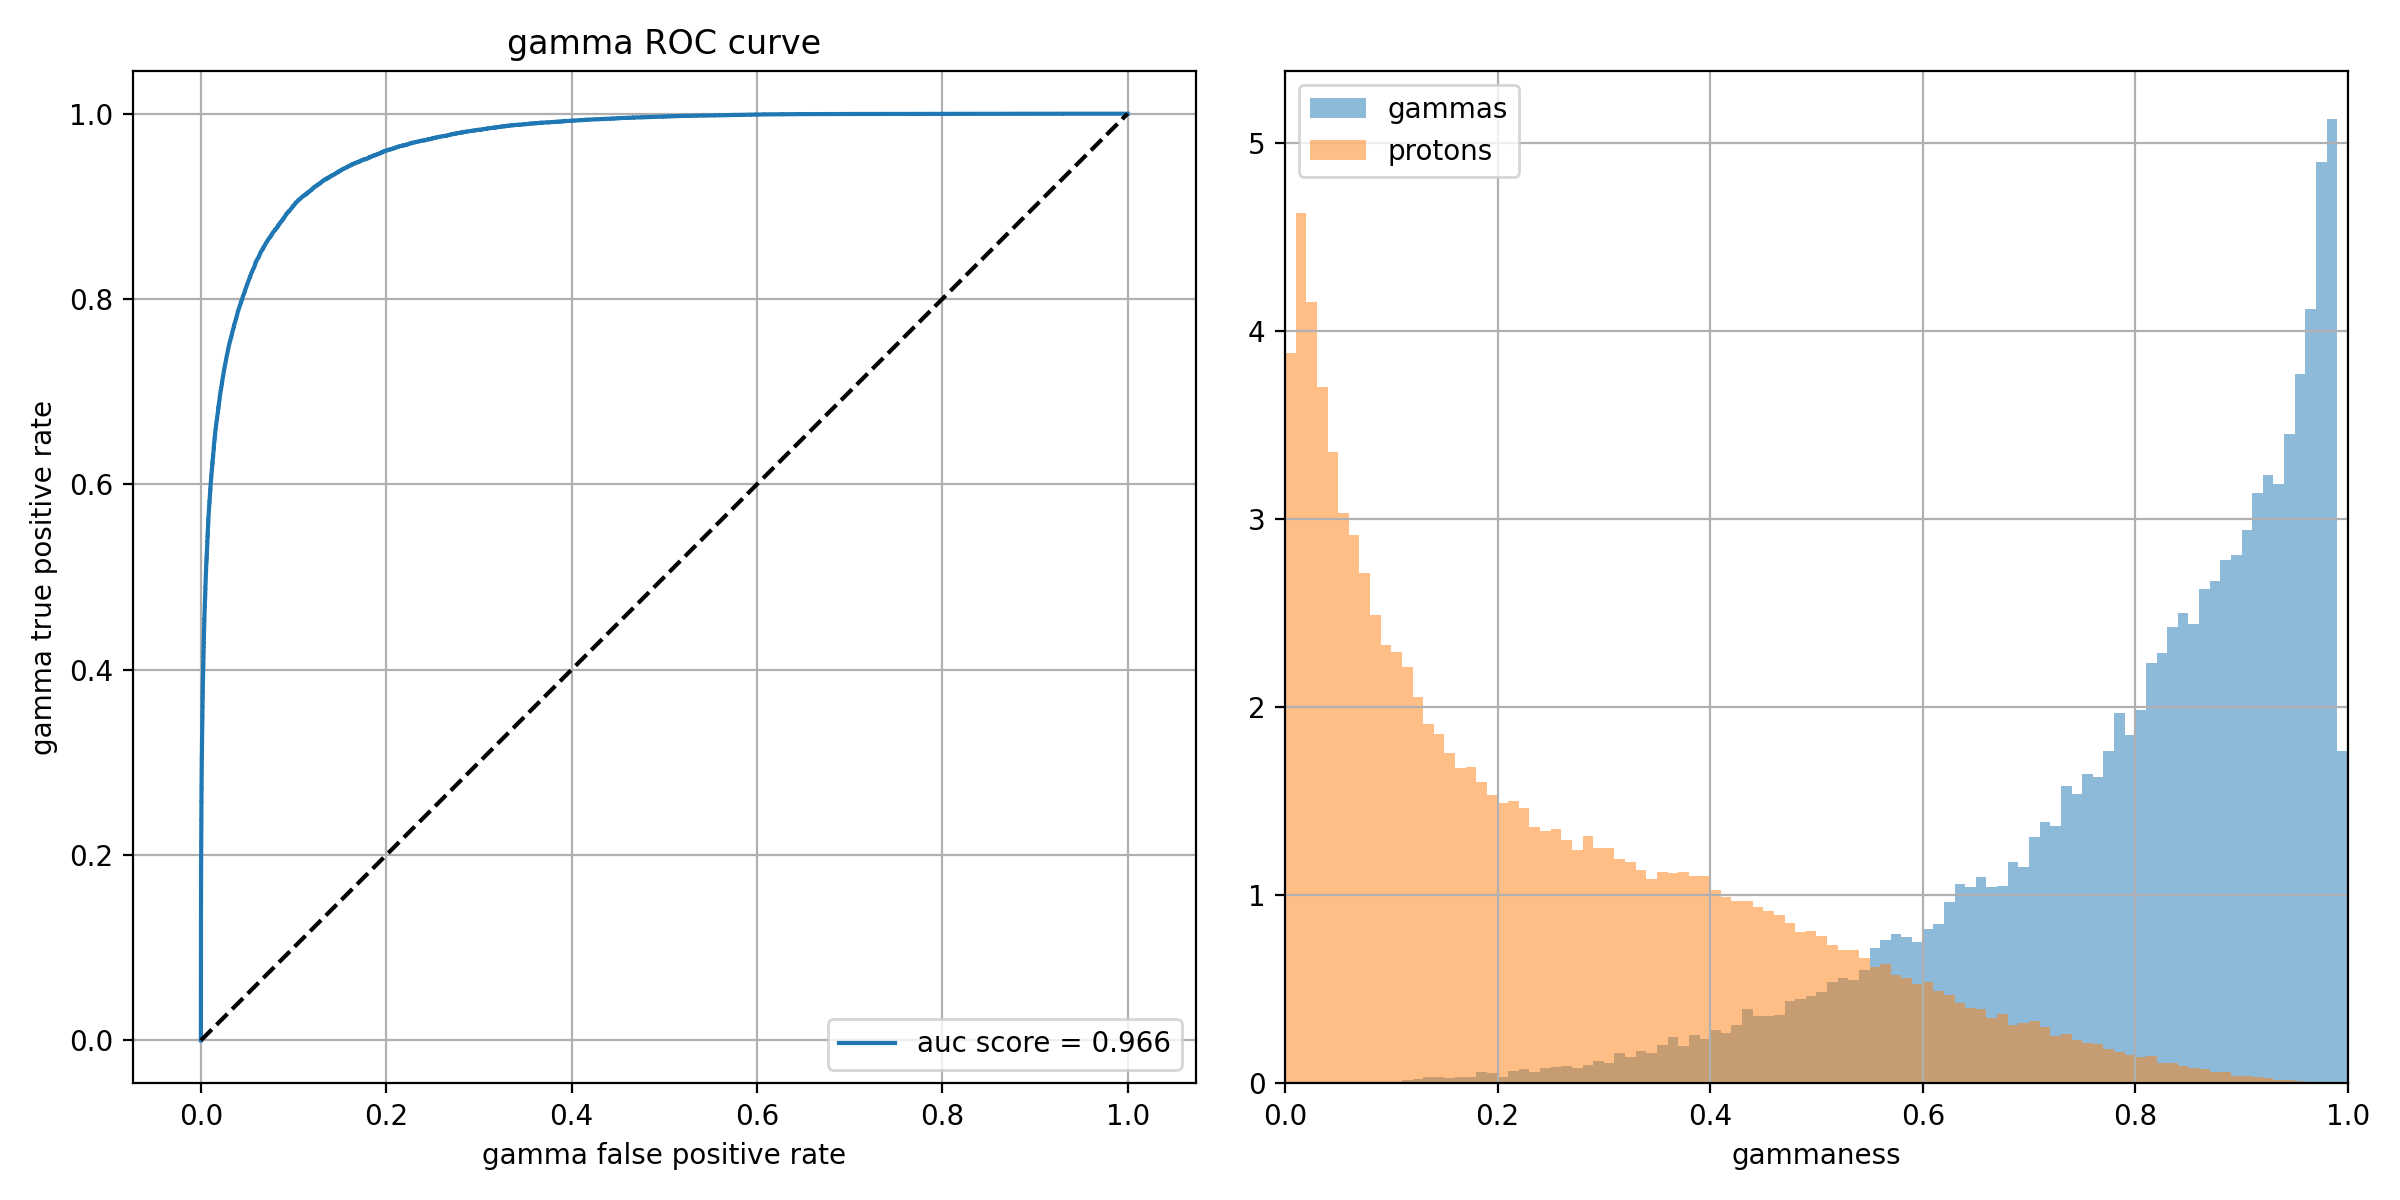 gamma ROC curve
gamma true positive rate
1.0
0.8
0.6
0.4
0.2
0.0
0.0 0.2 0.4 0.6 0.8 1.0
gamma false positive rate
auc score = 0.966
gammas
protons
5
4
3
2
1
0
0.0 0.2 0.4 0.6 0.8 1.0
gammaness